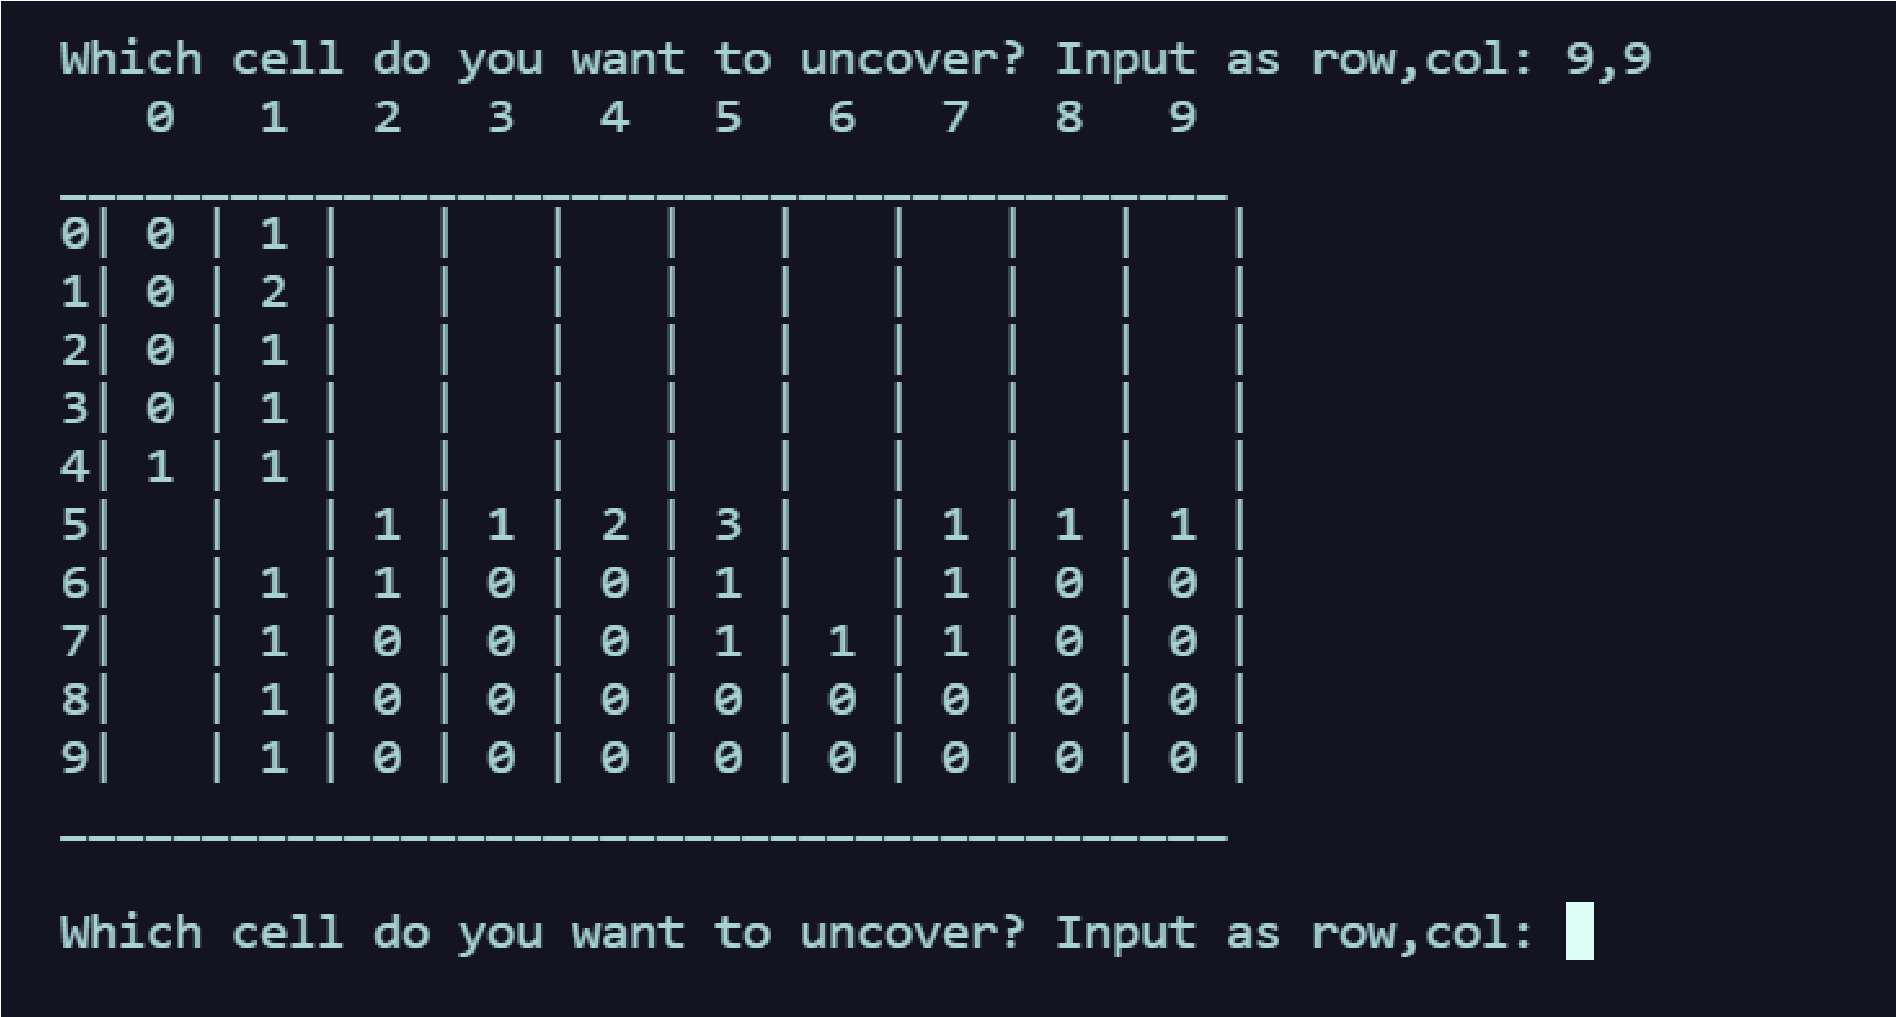 Which cell do you want to uncover? Input as row,col: 9,9
   0   1   2   3   4   5   6   7   8   9
_________________________________________
0| 0 | 1 |   |   |   |   |   |   |   |   |
1| 0 | 2 |   |   |   |   |   |   |   |   |
2| 0 | 1 |   |   |   |   |   |   |   |   |
3| 0 | 1 |   |   |   |   |   |   |   |   |
4| 1 | 1 |   |   |   |   |   |   |   |   |
5|   |   | 1 | 1 | 2 | 3 |   | 1 | 1 | 1 |
6|   | 1 | 1 | 0 | 0 | 1 |   | 1 | 0 | 0 |
7|   | 1 | 0 | 0 | 0 | 1 | 1 | 1 | 0 | 0 |
8|   | 1 | 0 | 0 | 0 | 0 | 0 | 0 | 0 | 0 |
9|   | 1 | 0 | 0 | 0 | 0 | 0 | 0 | 0 | 0 |
_________________________________________
Which cell do you want to uncover? Input as row,col: